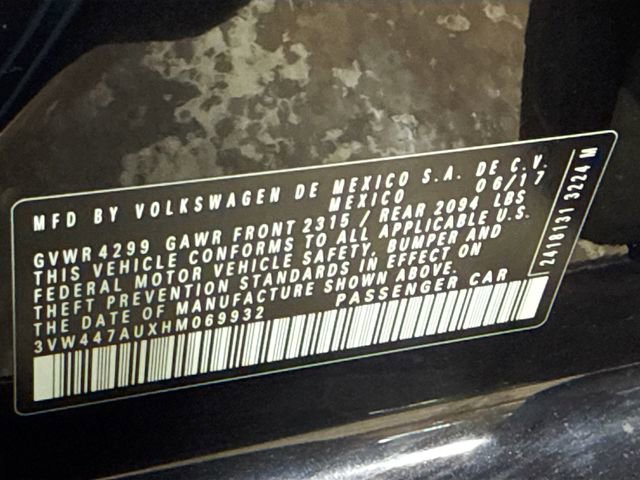 MFD BY VOLKSWAGEN DE MEXICO S.A. DE C.V.
MEXICO 06/17
GVWR 4299 GAWR FRONT 2315 / REAR 2094 LBS
THIS VEHICLE CONFORMS TO ALL APPLICABLE U.S.
FEDERAL MOTOR VEHICLE SAFETY, BUMPER AND
THEFT PREVENTION STANDARDS IN EFFECT ON
THE DATE OF MANUFACTURE SHOWN ABOVE.
3VW447AUXHM069932 PASSENGER CAR
2410131 3224 M